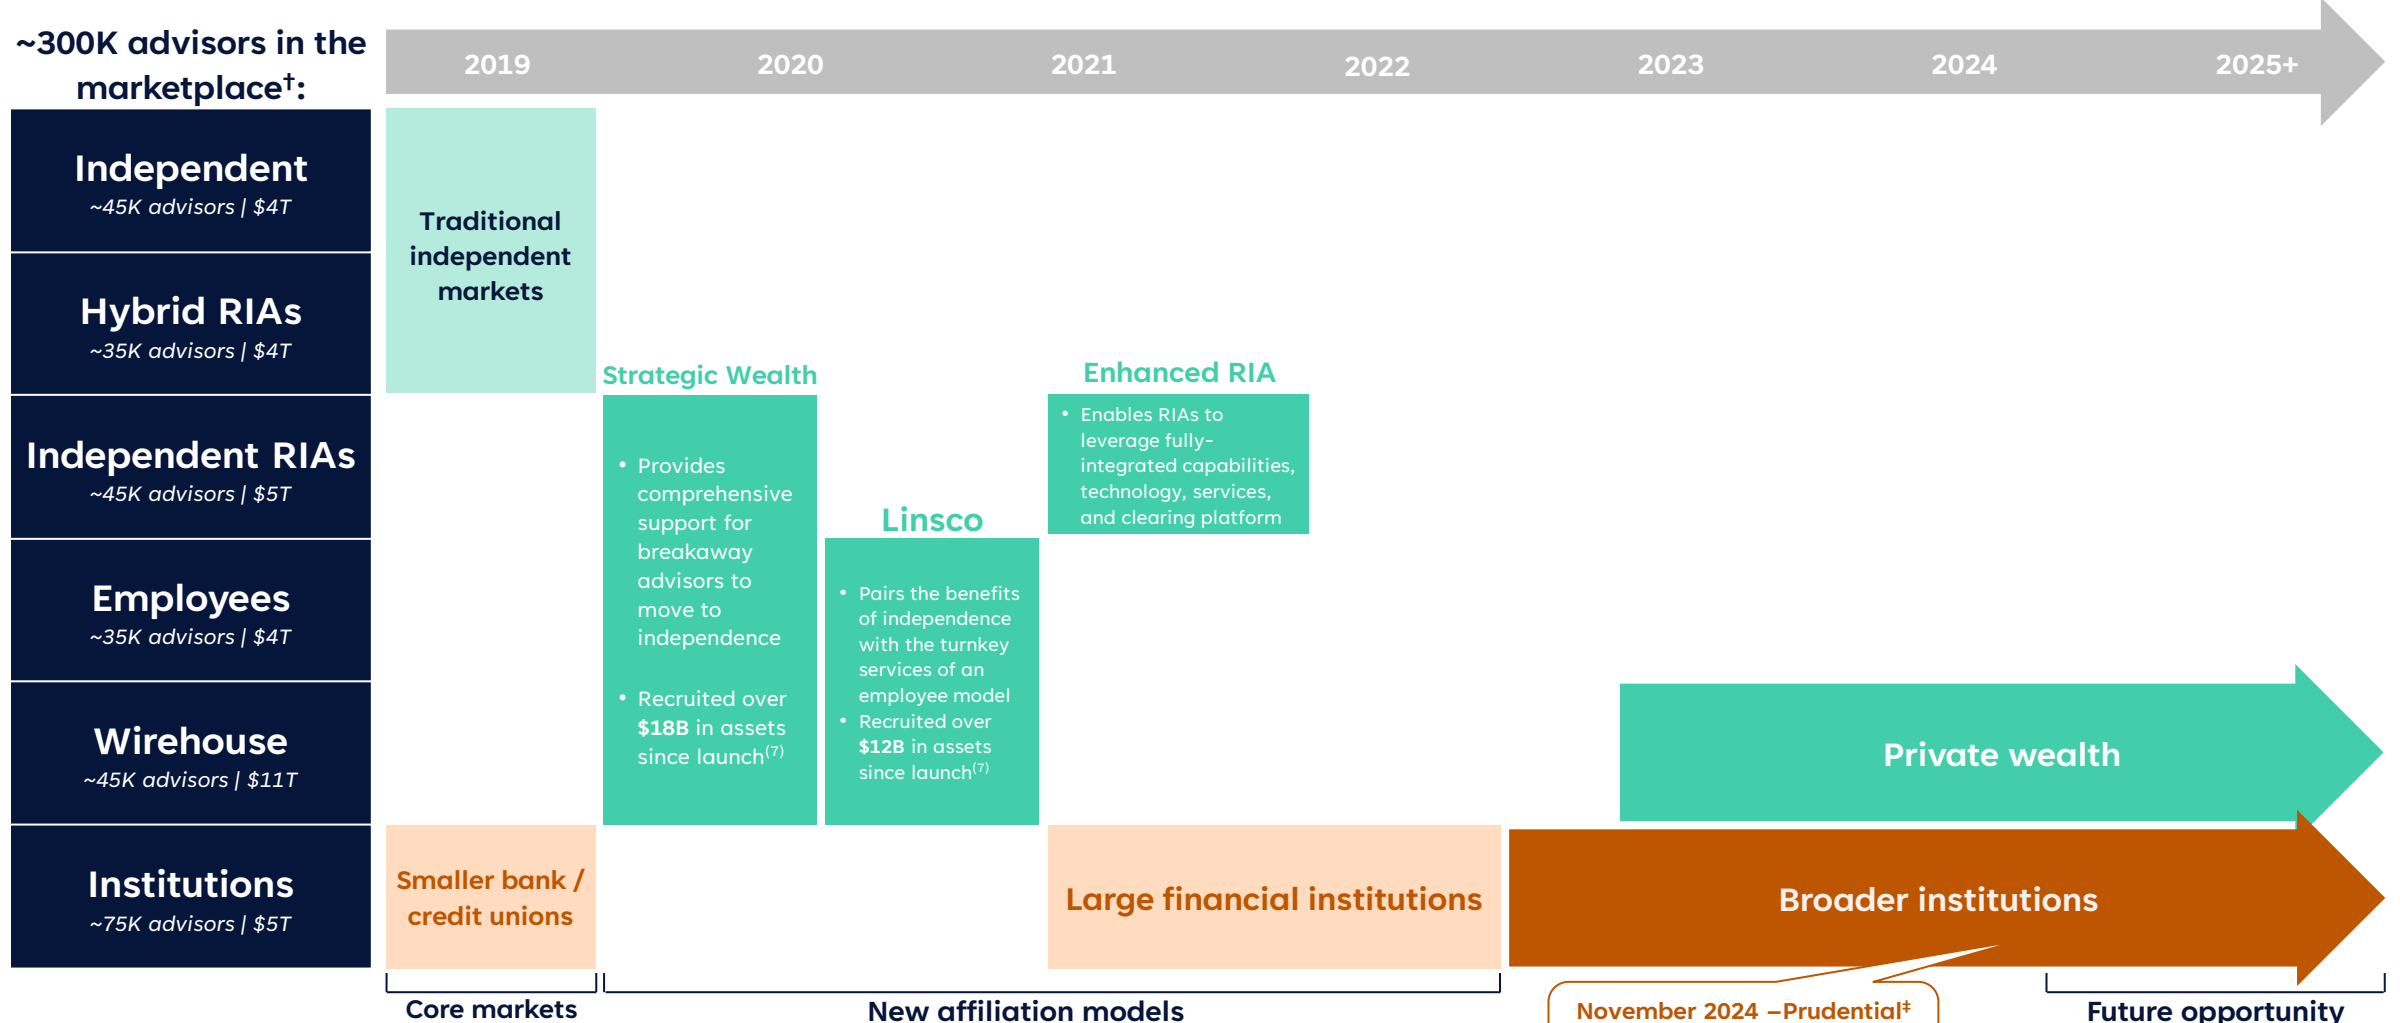 ~300K advisors in the
marketplace†:
2019
2020
2021
2022
2023
2024
2025+
Independent
~45K advisors | $4T
Hybrid RIAs
~35K advisors | $4T
Independent RIAs
~45K advisors | $5T
Employees
~35K advisors | $4T
Wirehouse
~45K advisors | $11T
Institutions
~75K advisors | $5T
Traditional
independent
markets
Smaller bank /
credit unions
Strategic Wealth
• Provides
comprehensive
support for
breakaway
advisors to
move to
independence
• Recruited over
$18B in assets
since launch(7)
Linsco
• Pairs the benefits
of independence
with the turnkey
services of an
employee model
• Recruited over
$12B in assets
since launch(7)
Enhanced RIA
• Enables RIAs to
leverage fully-
integrated capabilities,
technology, services,
and clearing platform
Large financial institutions
Private wealth
Broader institutions
Core markets
New affiliation models
November 2024 –Prudential‡
Future opportunity